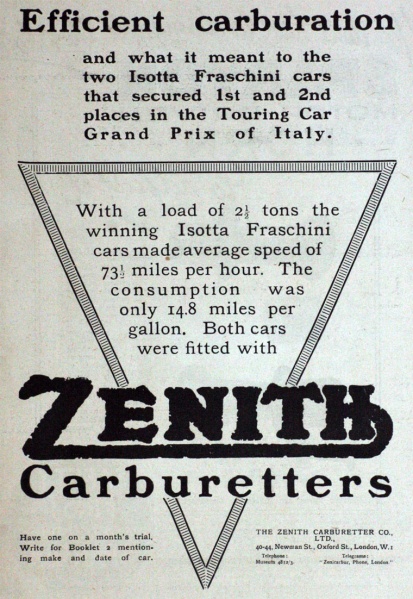 Efficient carburation
and what it meant to the
two Isotta Fraschini cars
that secured 1st and 2nd
places in the Touring Car
Grand Prix of Italy.
With a load of 2½ tons the
winning Isotta Fraschini
cars made average speed of
73½ miles per hour. The
consumption was
only 14.8 miles per
gallon. Both cars
were fitted with
ZENITH
Carburetters
Have one on a month's trial.
Write for Booklet 2 mention-
ing make and date of car.
THE ZENITH CARBURETTER CO.,
LTD.,
40-44, Newman St., Oxford St., London, W.1
Telephone: Telegrams:
Museum 4812/3. "Zenitcarbur, Phone, London."